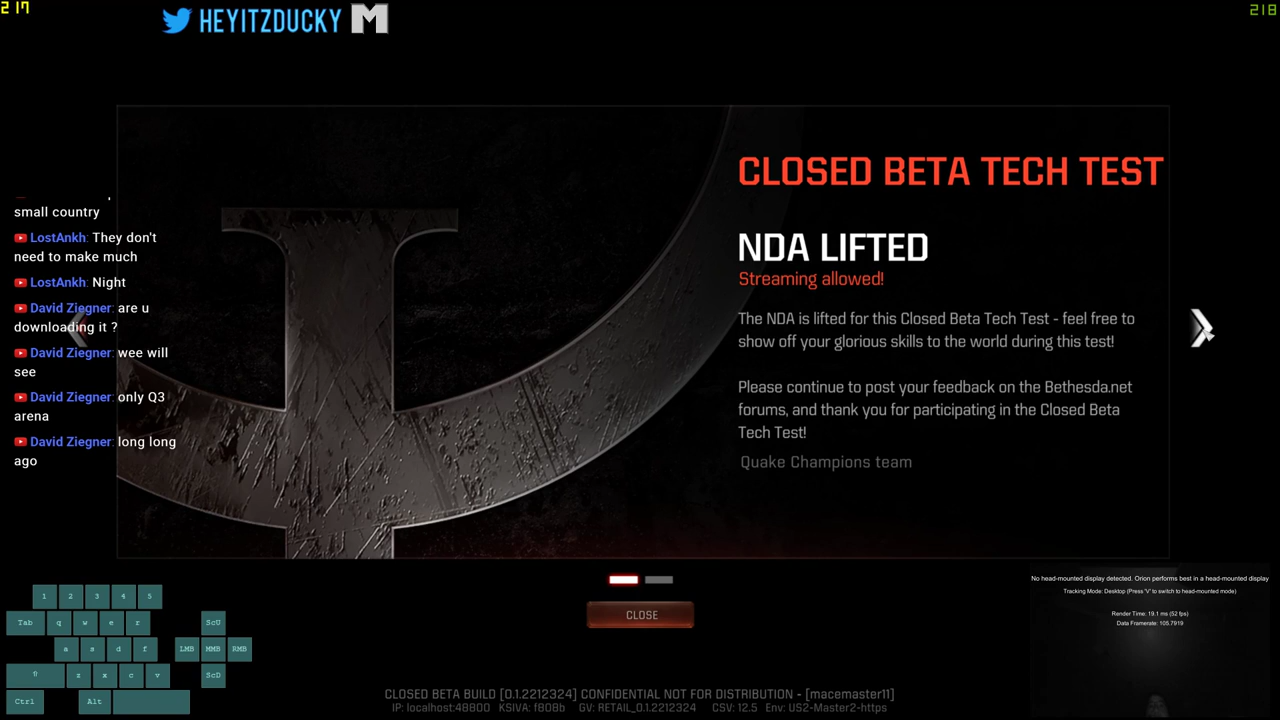 217
HEYITZDUCKY
218
CLOSED BETA TECH TEST
NDA LIFTED
Streaming allowed!
The NDA is lifted for this Closed Beta Tech Test - feel free to
show off your glorious skills to the world during this test!
Please continue to post your feedback on the Bethesda.net
forums, and thank you for participating in the Closed Beta
Tech Test!
Quake Champions team
small country
LostAnkh: They don't
need to make much
LostAnkh: Night
David Ziegner: are u
downloading it ?
David Ziegner: wee will
see
David Ziegner: only Q3
arena
David Ziegner: long long
ago
CLOSE
No head-mounted display detected. Orion performs best in a head-mounted display
Tracking Mode: Desktop (Press 'V' to switch to head-mounted mode)
Render Time: 19.1 ms (52 fps)
Data Framerate: 105.7919
1 2 3 4 5
Tab q w e r ScU
a s d f LMB MMB RMB
⇑ z x c v ScD
Ctrl Alt
CLOSED BETA BUILD [0.1.2212324] CONFIDENTIAL NOT FOR DISTRIBUTION - [macemaster11]
IP: localhost:48800 KSIVA: f808b GV: RETAIL_0.1.2212324 CSV: 12.5 Env: US2-Master2-https